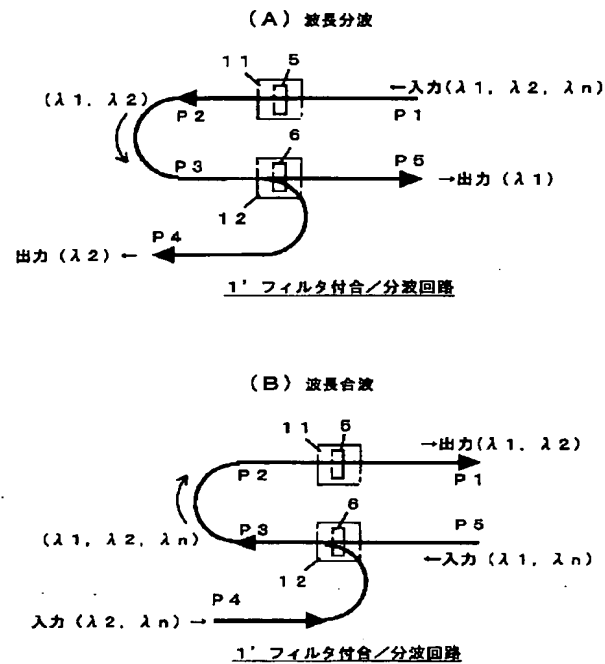 (A) 波長分波
11 5
←入力(λ1, λ2, λn)
(λ1, λ2)
P2 P1
6
P3 P5
→出力(λ1)
12
P4
出力(λ2)←
1' フィルタ付合/分波回路
(B) 波長合波
11 5
→出力(λ1, λ2)
P2 P1
6
P3 P5
(λ1, λ2, λn)
←入力(λ1, λn)
12
P4
入力(λ2, λn)→
1' フィルタ付合/分波回路